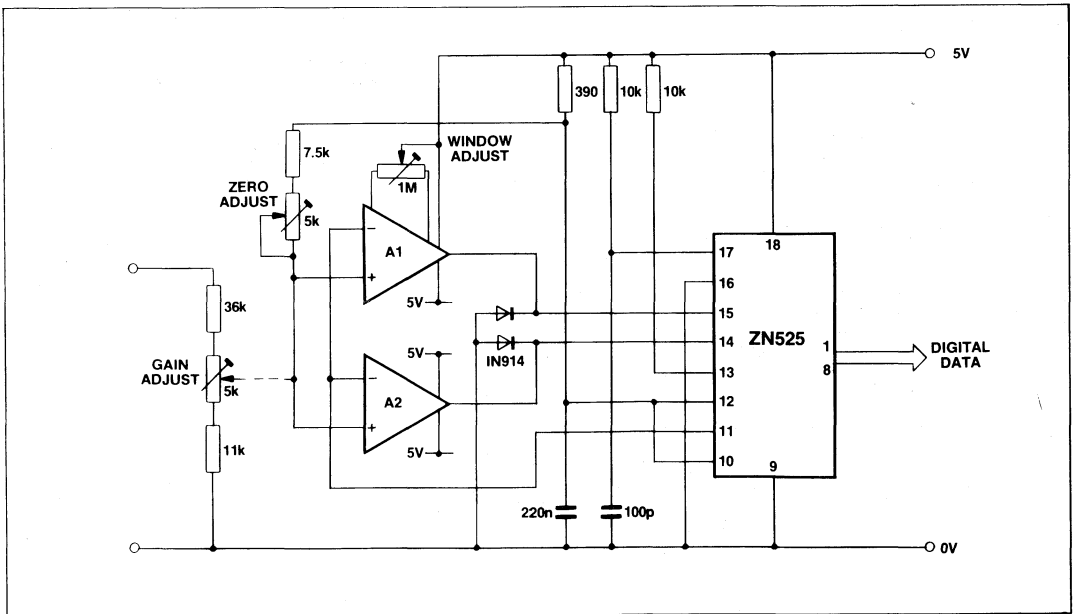 5V
390
10k
10k
7.5k
WINDOW
ADJUST
1M
ZERO
ADJUST
5k
A1
18
17
36k
16
5V
15
ZN525
GAIN
ADJUST
5k
5V
14
1
DIGITAL
DATA
IN914
13
8
A2
12
11k
11
5V
10
9
220n
100p
0V